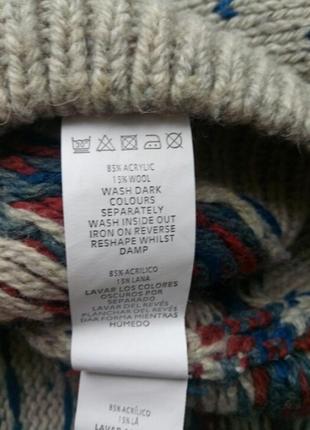 85% ACRYLIC
15% WOOL
WASH DARK
COLOURS
SEPARATELY
WASH INSIDE OUT
IRON ON REVERSE
RESHAPE WHILST
DAMP
85% ACRILICO
15% LANA
LAVAR LOS COLORES
OSCUROS POR
SEPARADO
LAVAR DEL REVÉS
PLANCHAR DEL REVÉS
DAR FORMA MIENTRAS
HÚMEDO
85% ACRÍLICO
15% LÃ